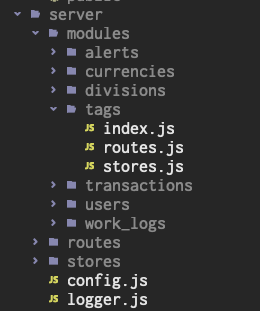 server
modules
alerts
currencies
divisions
tags
JS index.js
JS routes.js
JS stores.js
transactions
users
work_logs
routes
stores
JS config.js
JS logger.js